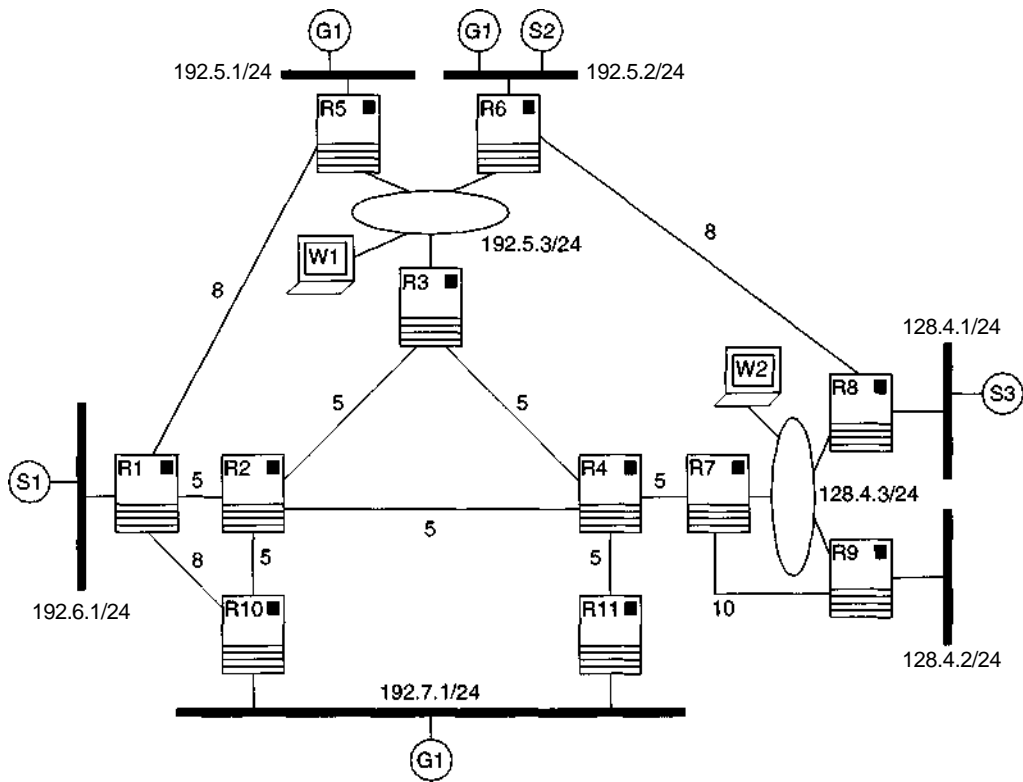 G1
G1 S2
192.5.1/24
192.5.2/24
R5
R6
192.5.3/24
W1
8
8
R3
128.4.1/24
W2
R8
S3
5
5
R1
R2
R4
R7
S1
5
5
128.4.3/24
5
R9
8
5
5
10
192.6.1/24
R10
R11
128.4.2/24
192.7.1/24
G1